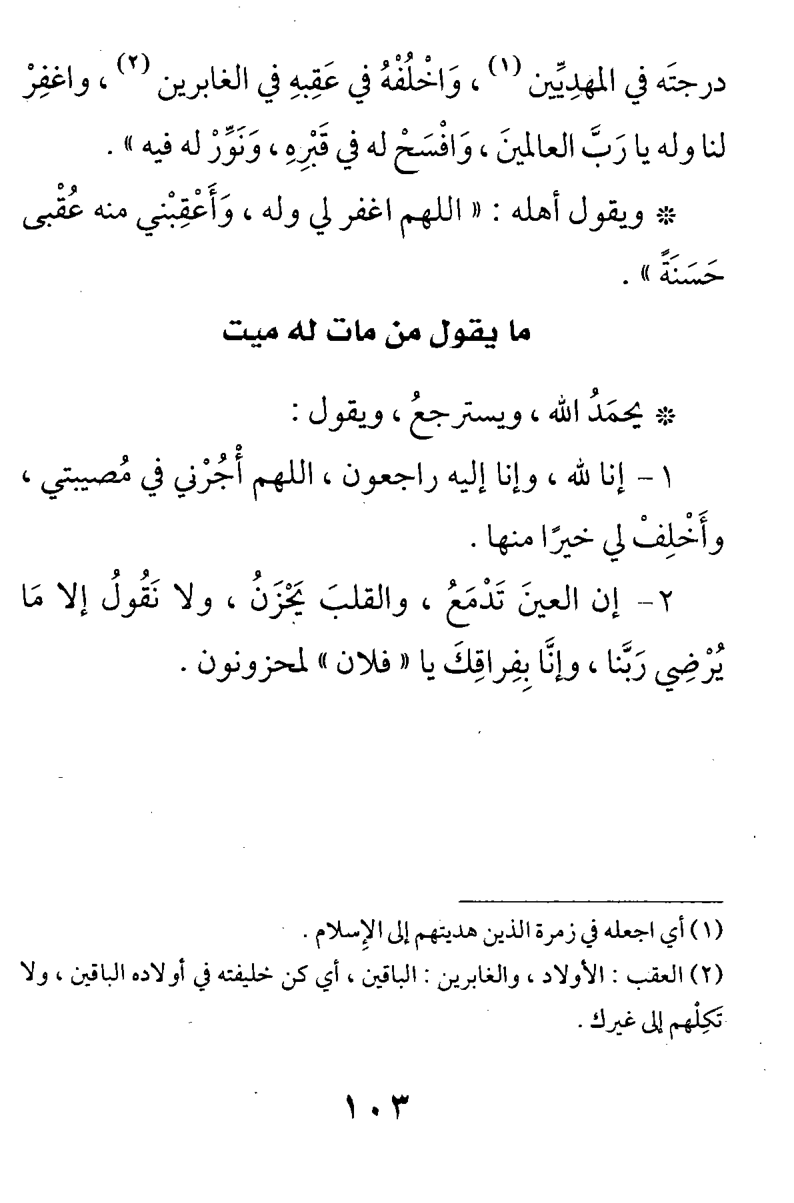 درجتَه في المهدِيِّين (١) ، وَاخْلُفْهُ في عَقِبهِ في الغابرين (٢) ، واغفِرْ
لنا وله يا رَبَّ العالمينَ ، وَافْسَحْ له في قَبْرِهِ ، وَنَوِّرْ له فيه » .
* ويقول أهله : « اللهم اغفر لي وله ، وَأَعْقِبْني منه عُقْبى
حَسَنَةً » .
ما يقول من مات له ميت
* يحمَدُ الله ، ويسترجعُ ، ويقول :
١ – إنا لله ، وإنا إليه راجعون ، اللهم أْجُرْني في مُصيبتي ،
وأَخْلِفْ لي خيرًا منها .
٢ – إن العينَ تَدْمَعُ ، والقلبَ يَحْزَنُ ، ولا نَقُولُ إلا مَا
يُرْضِي رَبَّنا ، وإنَّا بِفِراقِكَ يا « فلان » لمحزونون .
(١) أي اجعله في زمرة الذين هديتهم إلى الإِسلام .
(٢) العقب : الأولاد ، والغابرين : الباقين ، أي كن خليفته في أولاده الباقين ، ولا
تَكِلْهم إلى غيرك .
١٠٣